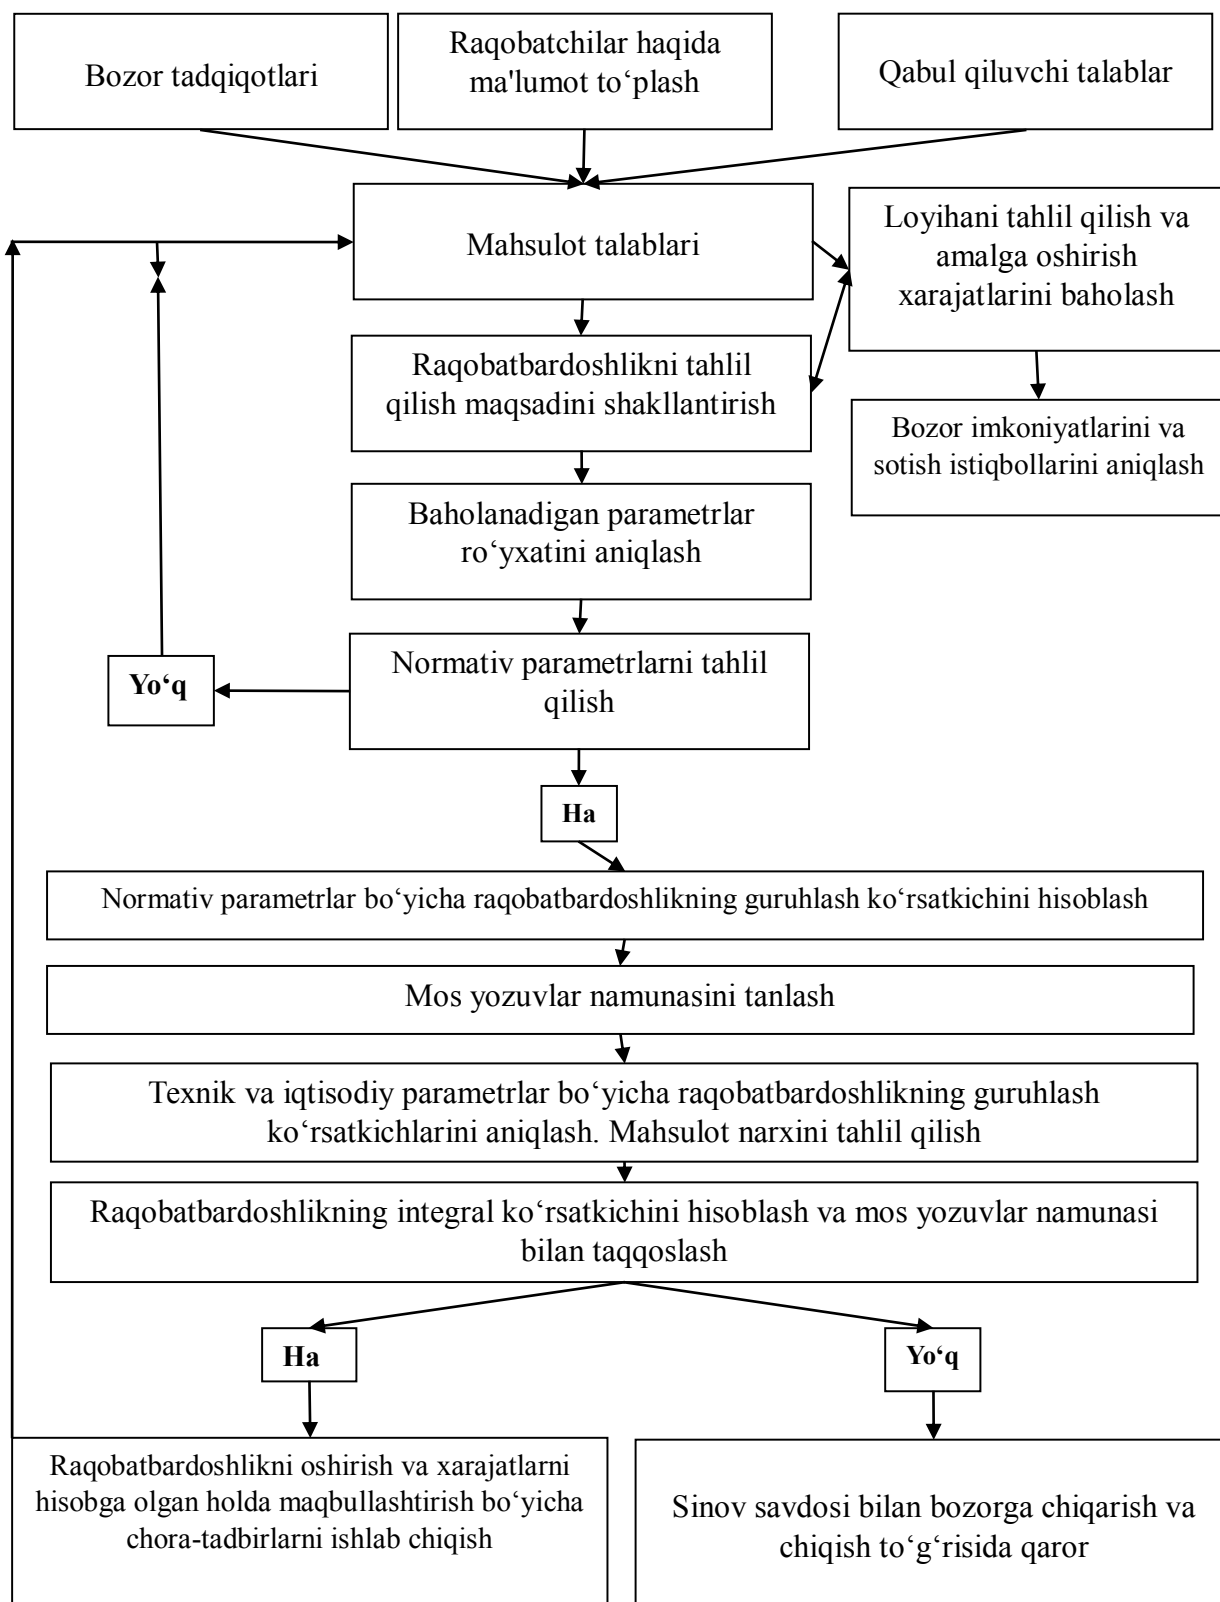 Bozor tadqiqotlari
Raqobatchilar haqida
ma'lumot to‘plash
Qabul qiluvchi talablar
Mahsulot talablari
Loyihani tahlil qilish va
amalga oshirish
xarajatlarini baholash
Raqobatbardoshlikni tahlil
qilish maqsadini shakllantirish
Bozor imkoniyatlarini va
sotish istiqbollarini aniqlash
Baholanadigan parametrlar
ro‘yxatini aniqlash
Normativ parametrlarni tahlil
qilish
Yo‘q
Ha
Normativ parametrlar bo‘yicha raqobatbardoshlikning guruhlash ko‘rsatkichini hisoblash
Mos yozuvlar namunasini tanlash
Texnik va iqtisodiy parametrlar bo‘yicha raqobatbardoshlikning guruhlash
ko‘rsatkichlarini aniqlash. Mahsulot narxini tahlil qilish
Raqobatbardoshlikning integral ko‘rsatkichini hisoblash va mos yozuvlar namunasi
bilan taqqoslash
Ha
Yo‘q
Raqobatbardoshlikni oshirish va xarajatlarni
hisobga olgan holda maqbullashtirish bo‘yicha
chora-tadbirlarni ishlab chiqish
Sinov savdosi bilan bozorga chiqarish va
chiqish to‘g‘risida qaror